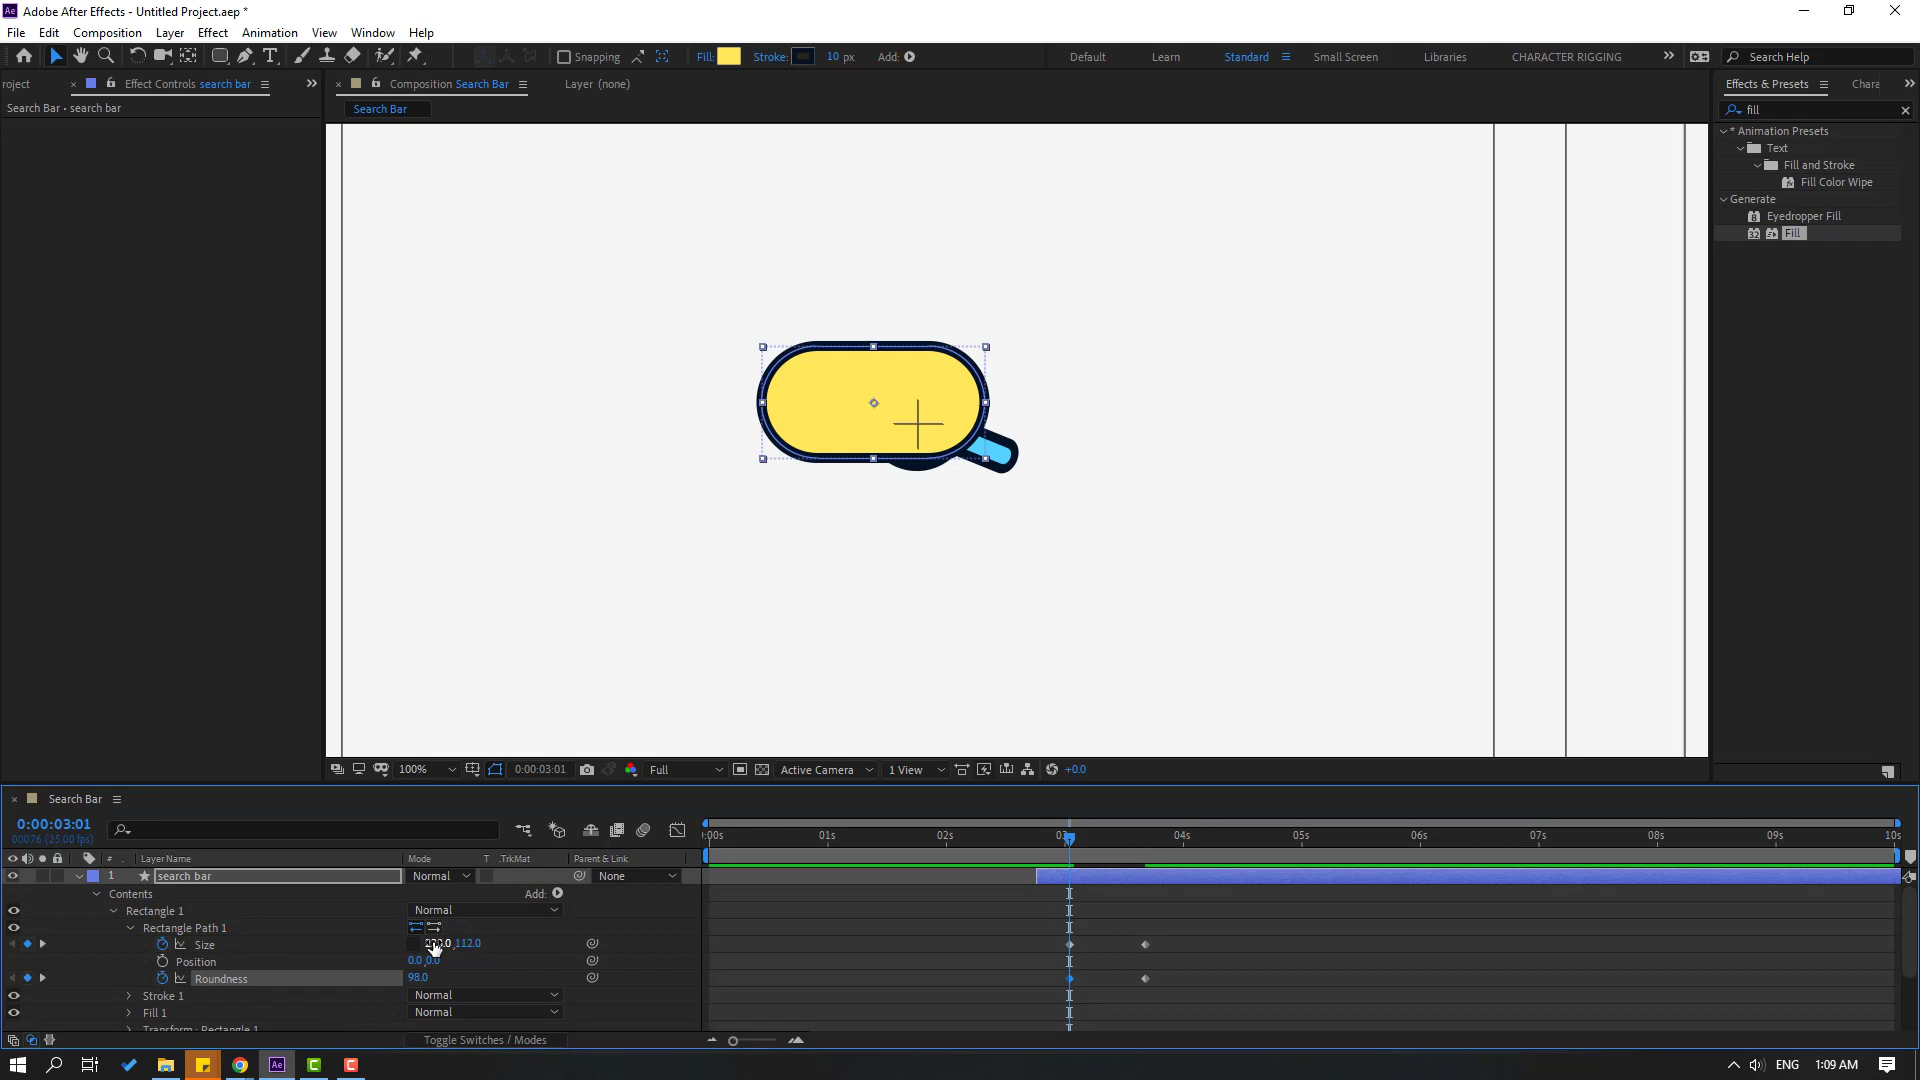 Adobe After Effects - Untitled Project.aep *
File Edit Composition Layer Effect Animation View Window Help
Snapping Fill: Stroke: 10 px Add: Default Learn Standard Small Screen Libraries CHARACTER RIGGING Search Help
roject Effect Controls search bar Composition Search Bar Layer (none) Effects & Presets Chara
Search Bar • search bar
Search Bar
fill
* Animation Presets
Text
Fill and Stroke
Fill Color Wipe
Generate
Eyedropper Fill
Fill
100% 0:00:03:01 Full Active Camera 1 View +0.0
Search Bar
0:00:03:01
00076 (25.00 fps)
:00s 01s 02s 04s 05s 06s 07s 08s 09s 10s
# Layer Name Mode T .TrkMat Parent & Link
1 search bar Normal None
Contents Add:
Rectangle 1 Normal
Rectangle Path 1
Size ,112.0
Position 0.0,0.0
Roundness 98.0
Stroke 1 Normal
Fill 1 Normal
Transform : Rectangle 1
Toggle Switches / Modes
ENG 1:09 AM